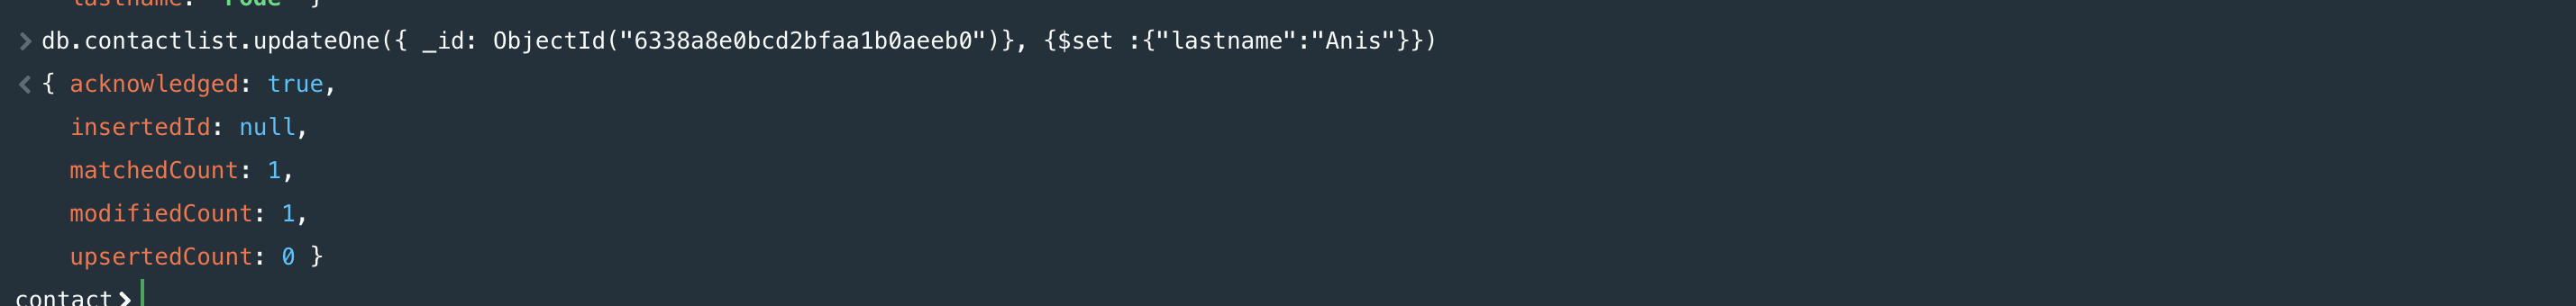 lastname: "Fode" }
db.contactlist.updateOne({ _id: ObjectId("6338a8e0bcd2bfaa1b0aeeb0")}, {$set :{"lastname":"Anis"}})
{ acknowledged: true,
insertedId: null,
matchedCount: 1,
modifiedCount: 1,
upsertedCount: 0 }
contact>